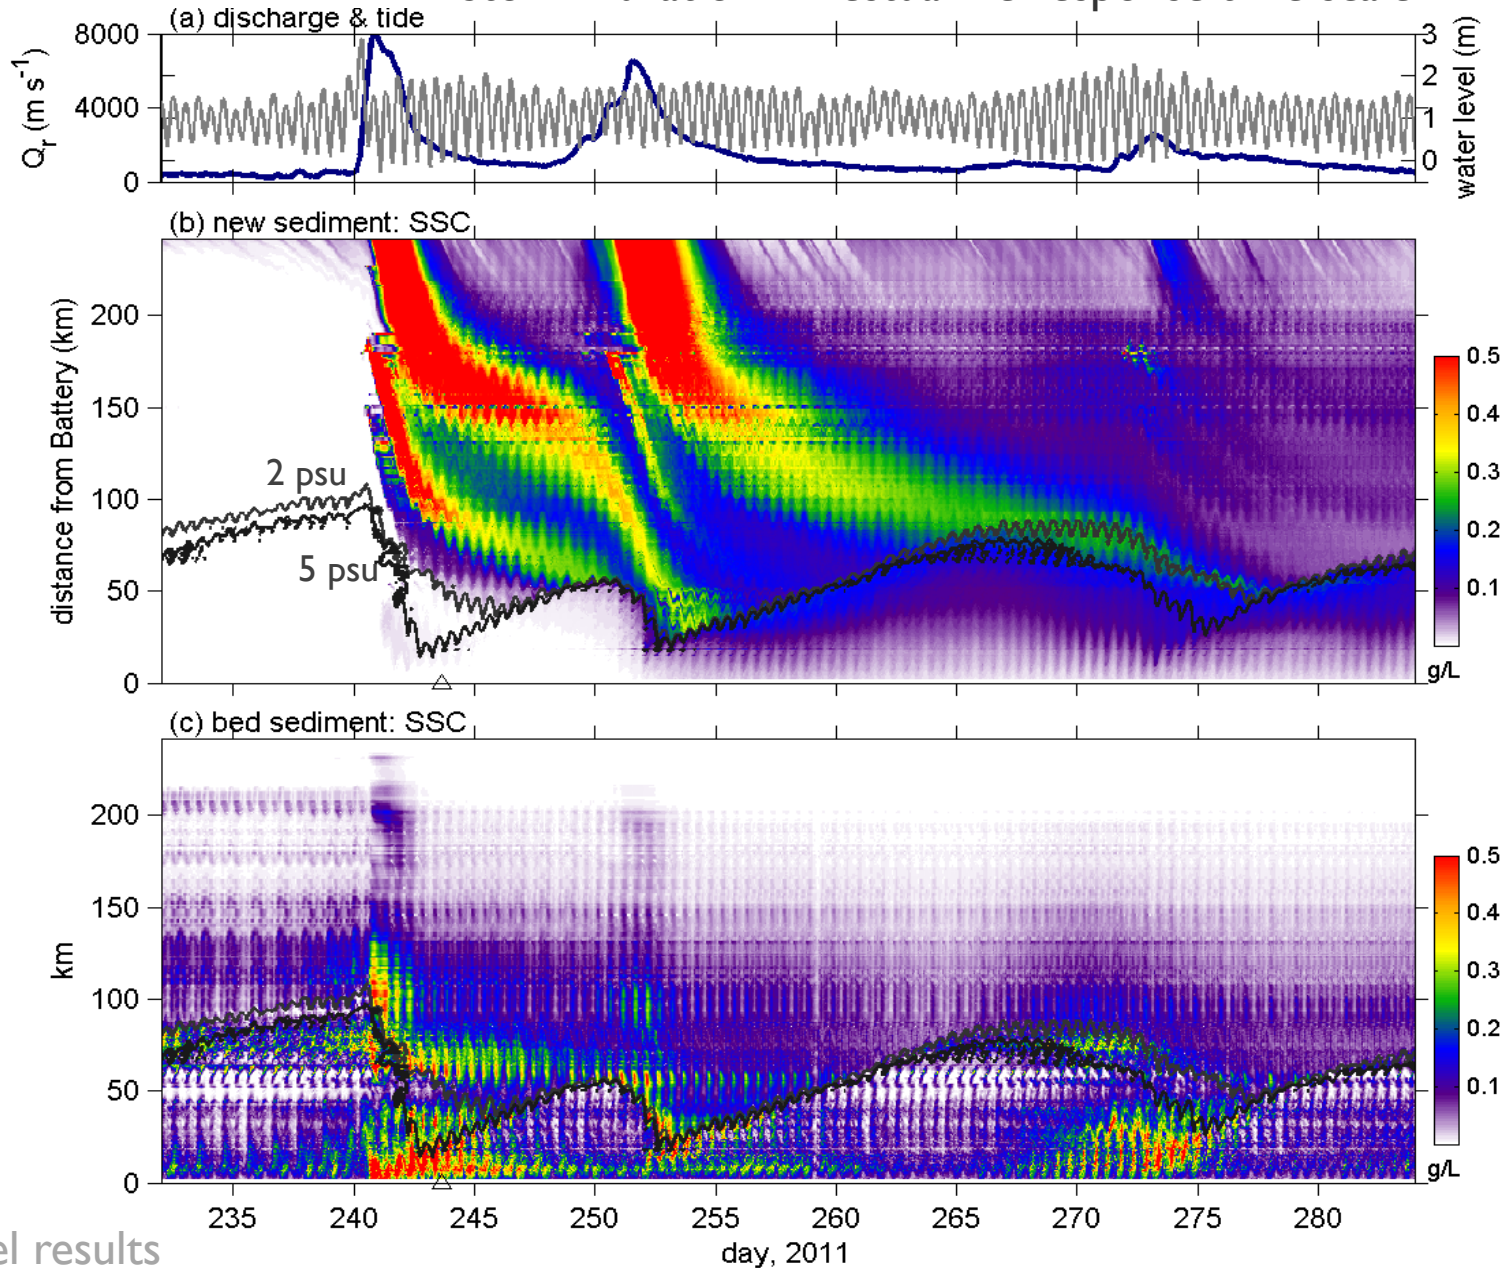 (a) discharge & tide
8000
4000
0
Qr (m s-1)
3
2
1
0
water level (m)
(b) new sediment: SSC
200
150
100
50
0
distance from Battery (km)
2 psu
5 psu
0.5
0.4
0.3
0.2
0.1
g/L
(c) bed sediment: SSC
200
150
100
50
0
km
0.5
0.4
0.3
0.2
0.1
g/L
235 240 245 250 255 260 265 270 275 280
day, 2011
el results